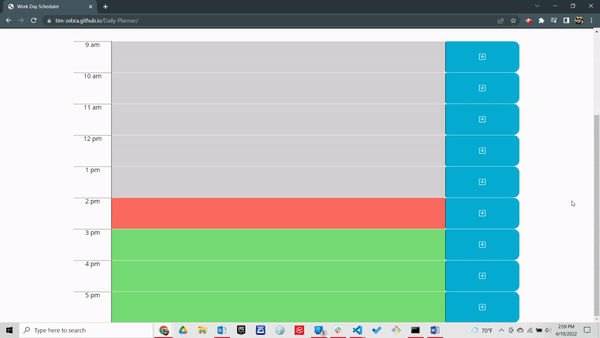 Work Day Scheduler
tim-zebra.github.io/Daily-Planner/
9 am
10 am
11 am
12 pm
1 pm
2 pm
3 pm
4 pm
5 pm
Type here to search
70°F
2:59 PM
4/19/2022